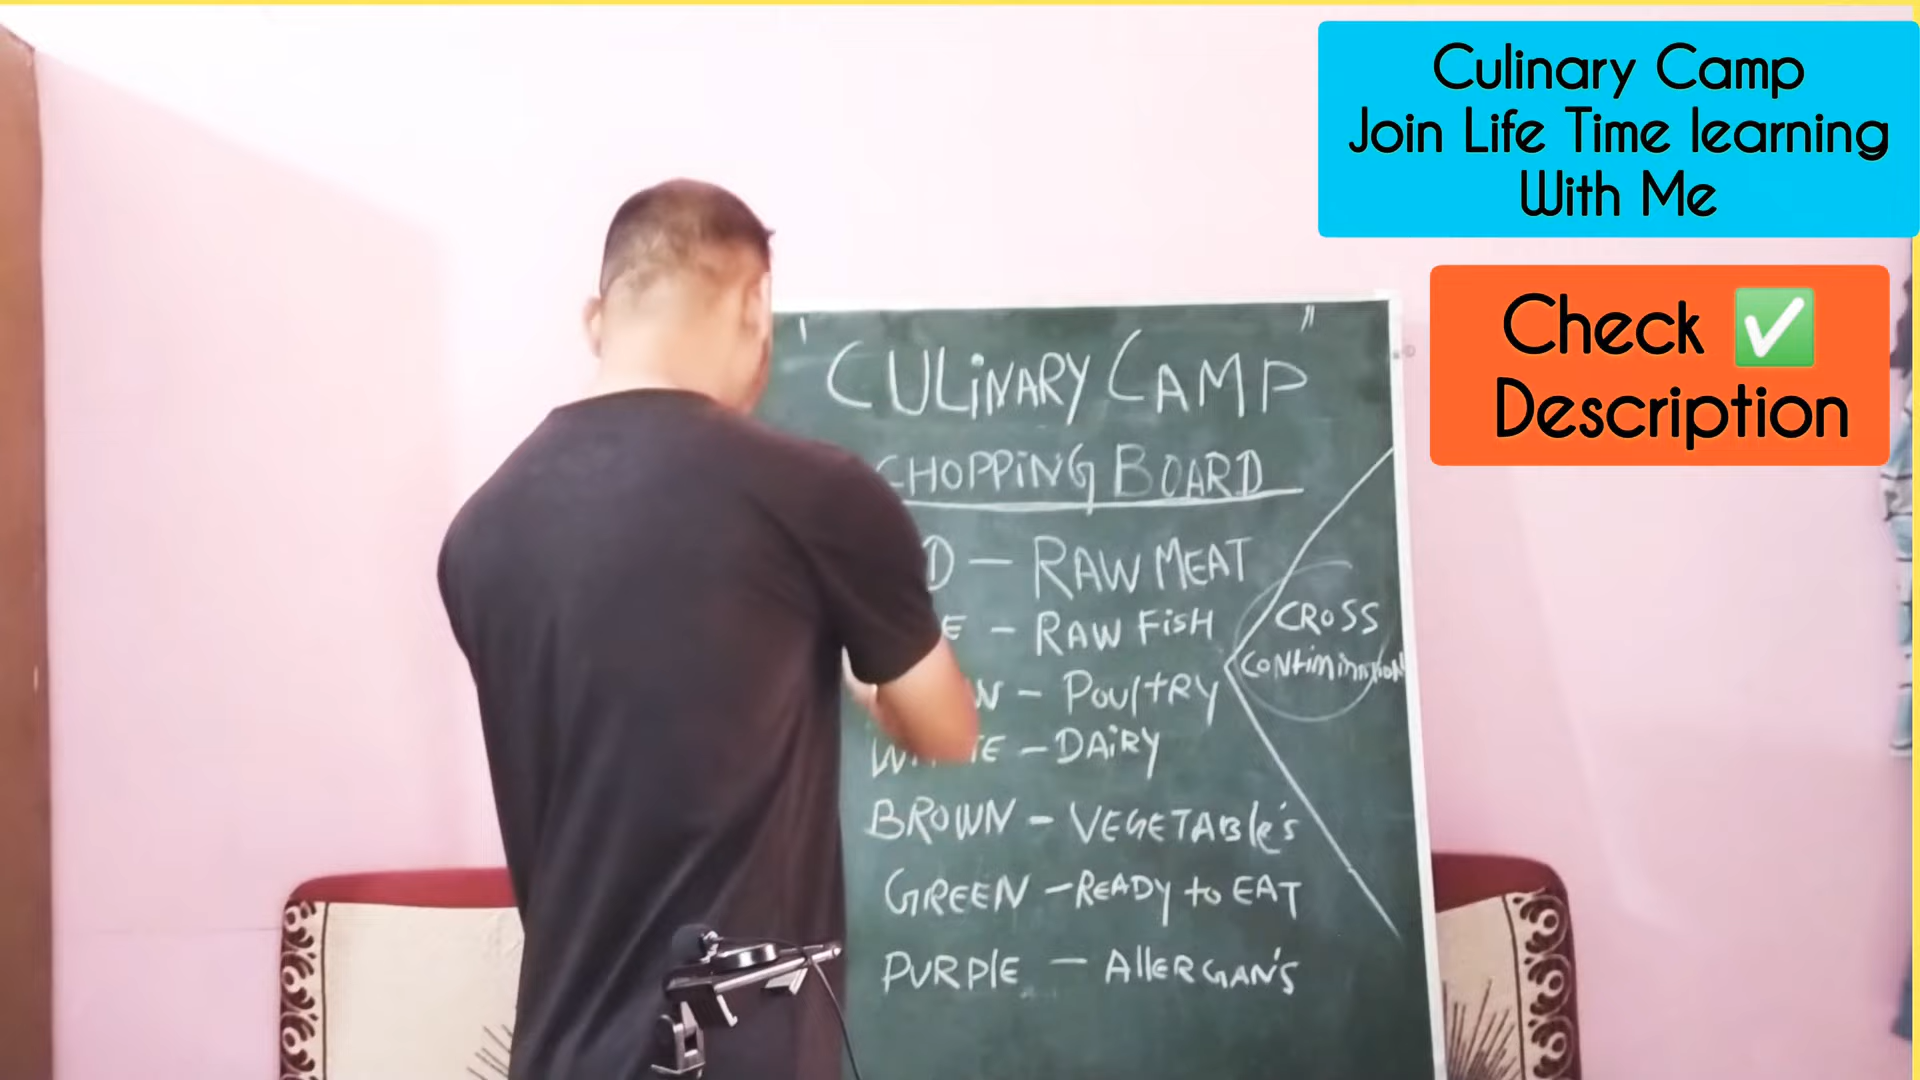 Culinary Camp
Join Life Time learning
With Me
Check ✅
Description
" CULiNARY CAMP "
CHOPPiNG BOARD
– RAW MEAT
– RAW FiSH
– PoultRY
– DAiRY
BROWN – VEGETABle's
GREEN – READY to EAT
PURPlE – AllERGAN'S
CROSS
CONtimination